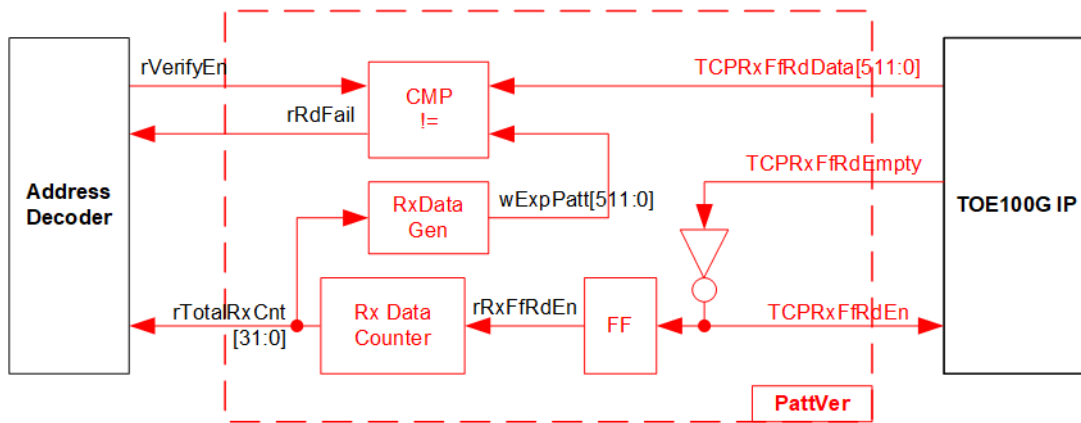 rVerifyEn
TCPRxFfRdData[511:0]
CMP
!=
rRdFail
TCPRxFfRdEmpty
Address
Decoder
RxData
Gen
wExpPatt[511:0]
TOE100G IP
rTotalRxCnt
[31:0]
Rx Data
Counter
rRxFfRdEn
FF
TCPRxFfRdEn
PattVer